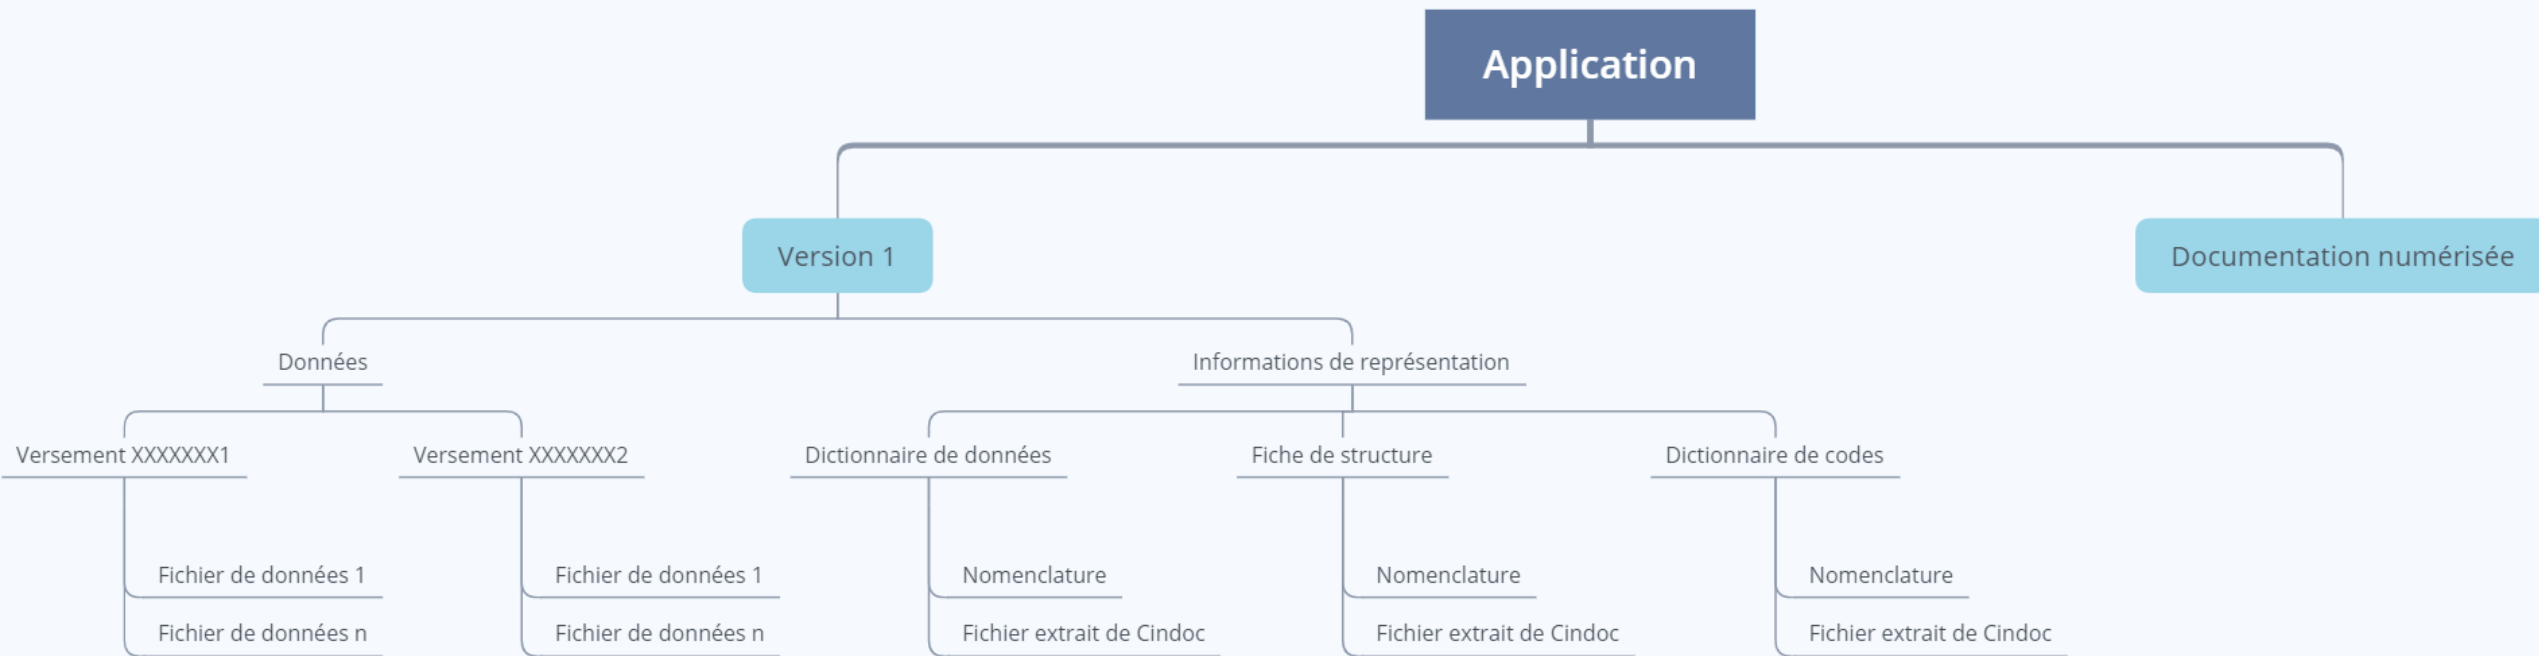 Application
Version 1
Documentation numérisée
Données
Informations de représentation
Versement XXXXXXX1
Versement XXXXXXX2
Dictionnaire de données
Fiche de structure
Dictionnaire de codes
Fichier de données 1
Fichier de données 1
Nomenclature
Nomenclature
Nomenclature
Fichier de données n
Fichier de données n
Fichier extrait de Cindoc
Fichier extrait de Cindoc
Fichier extrait de Cindoc